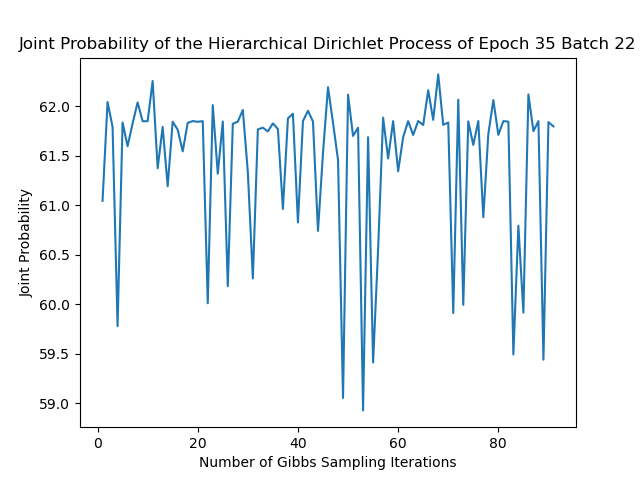 Joint Probability of the Hierarchical Dirichlet Process of Epoch 35 Batch 22
Joint Probability
62.0
61.5
61.0
60.5
60.0
59.5
59.0
0 20 40 60 80
Number of Gibbs Sampling Iterations